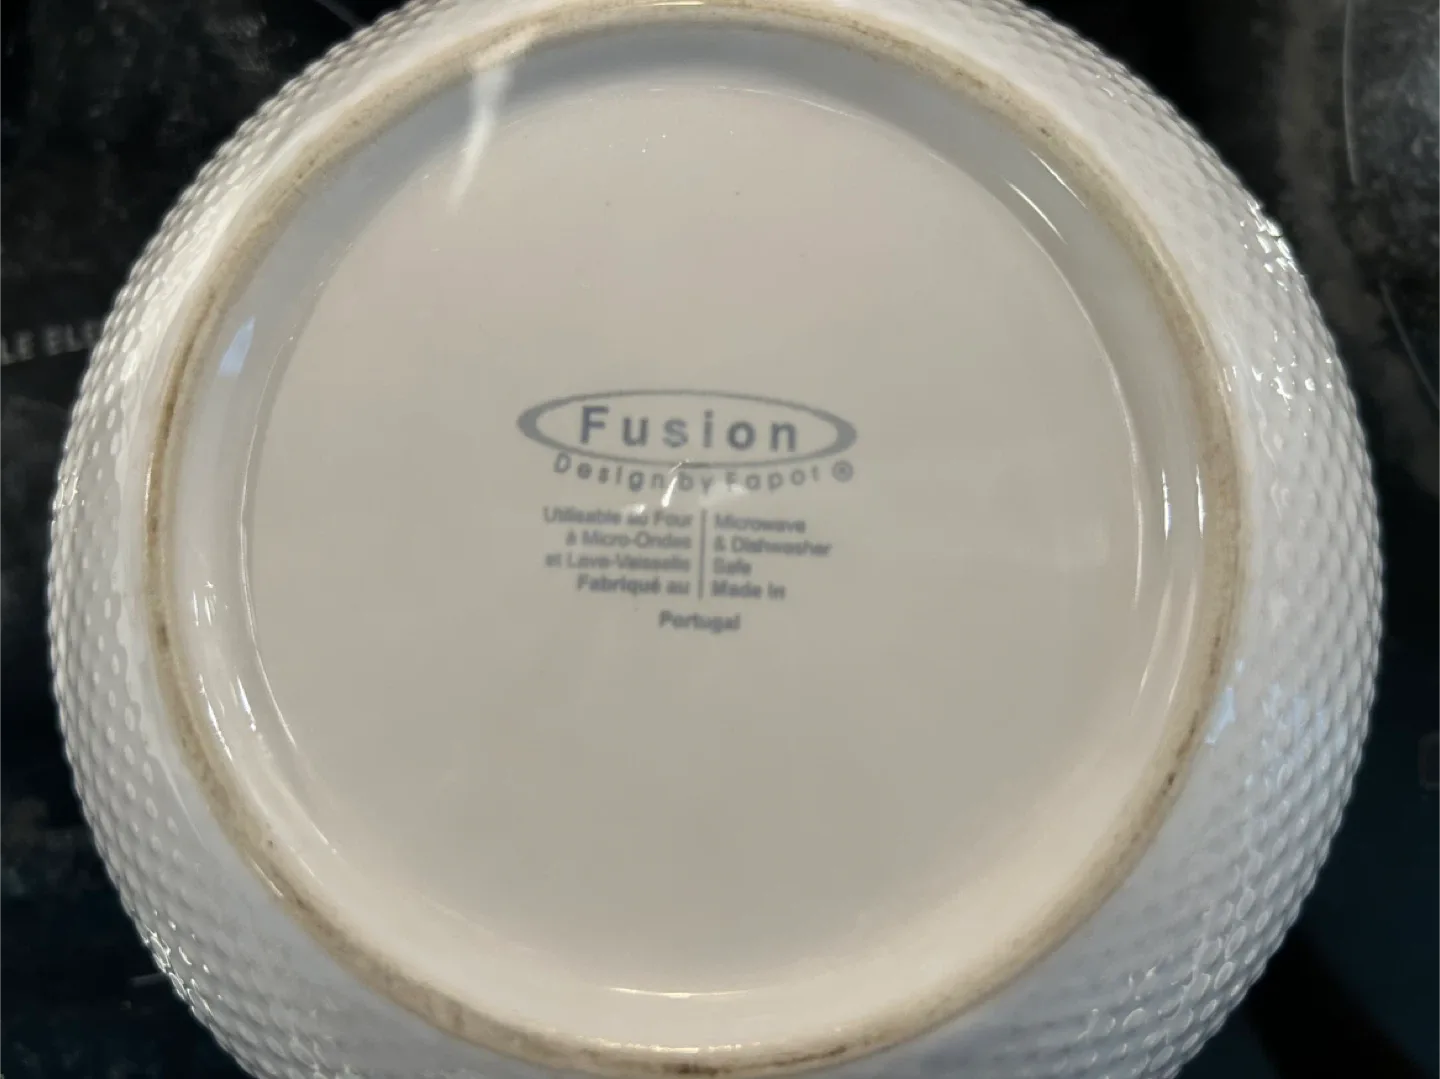 Fusion
Design by Fapor ®
Utilisable au Four
à Micro-Ondes
et Lave-Vaisselle
Fabriqué au
Microwave
& Dishwasher
Safe
Made in
Portugal